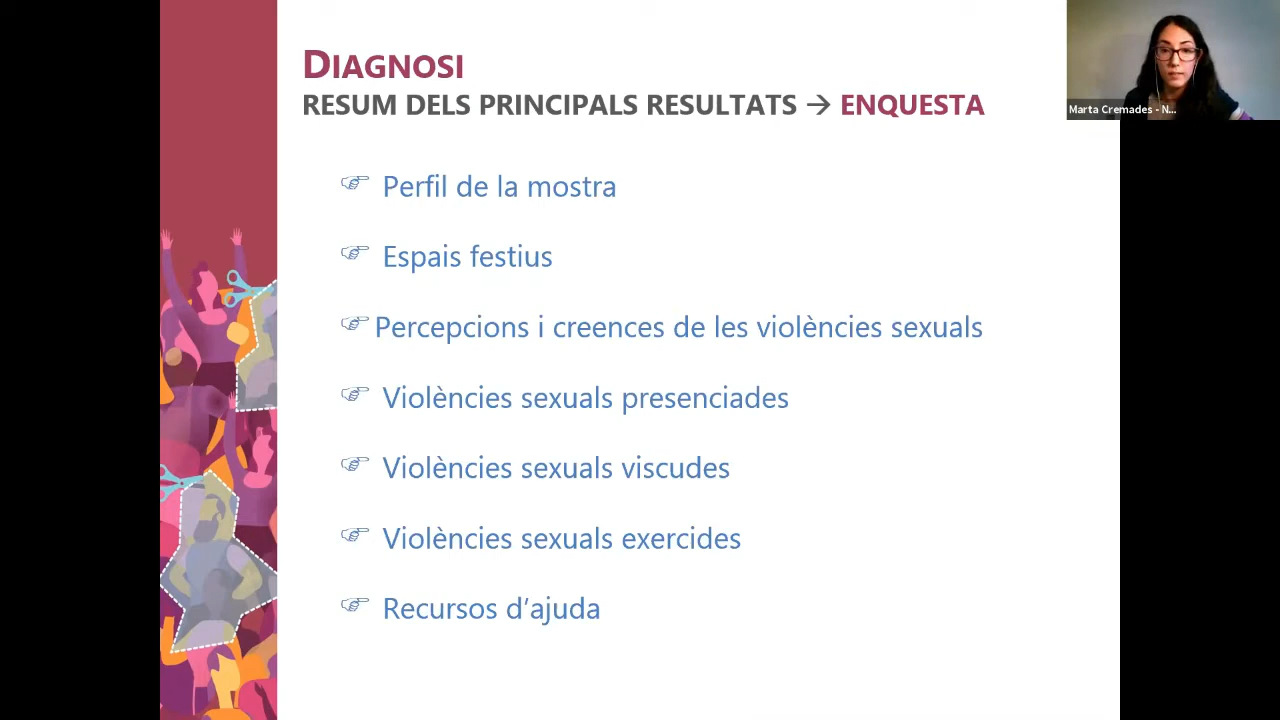 DIAGNOSI
RESUM DELS PRINCIPALS RESULTATS → ENQUESTA
Marta Cremades - N...
☞ Perfil de la mostra
☞ Espais festius
☞ Percepcions i creences de les violències sexuals
☞ Violències sexuals presenciades
☞ Violències sexuals viscudes
☞ Violències sexuals exercides
☞ Recursos d’ajuda